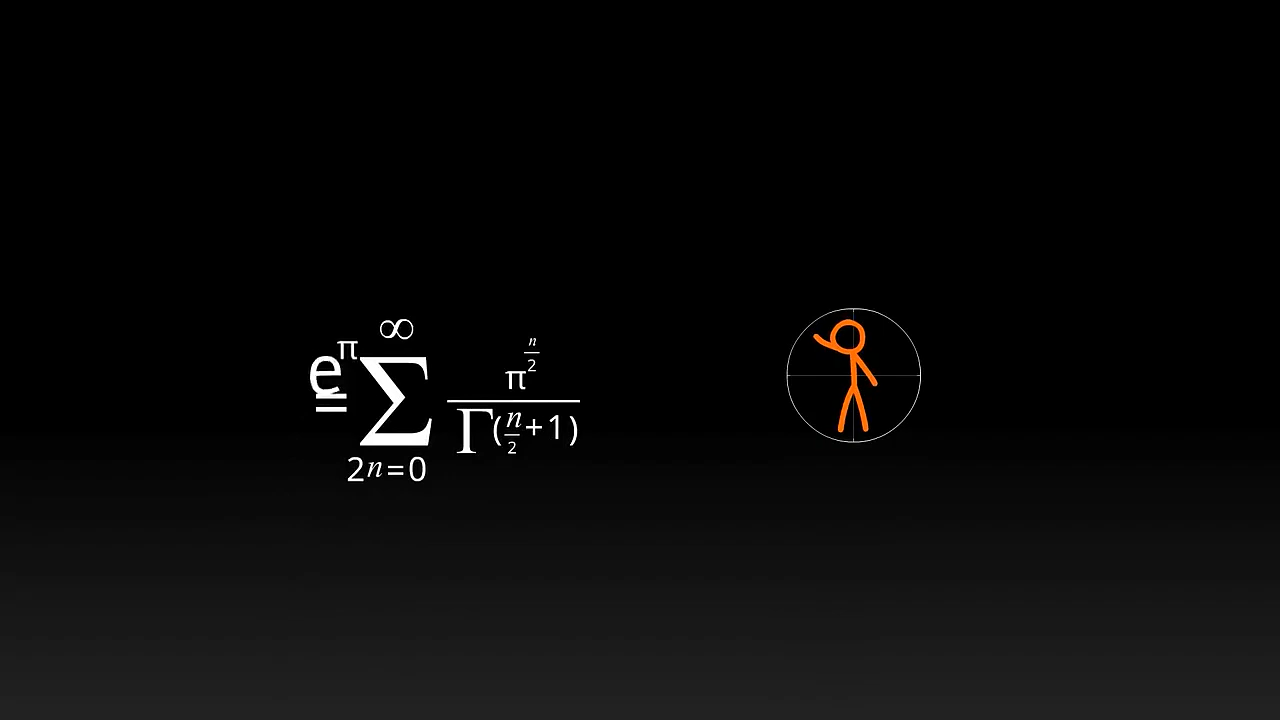 e^π = ∑_{2n=0}^{∞} π^{n/2} / Γ(n/2+1)